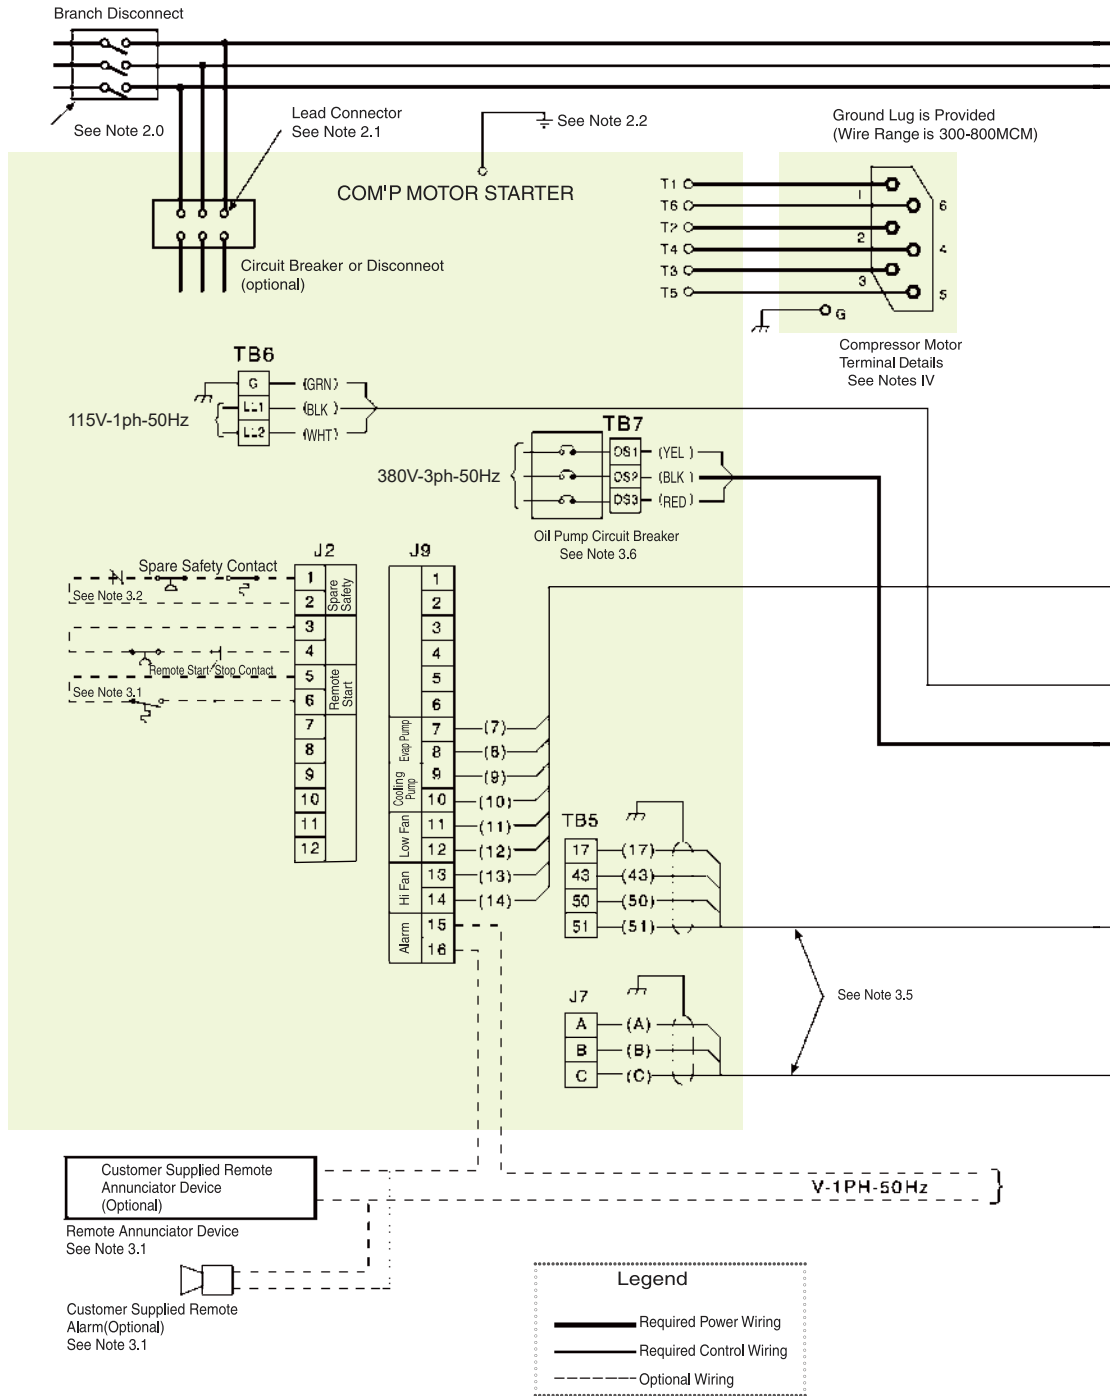 Branch Disconnect
See Note 2.0
Lead Connector
See Note 2.1
See Note 2.2
Ground Lug is Provided
(Wire Range is 300-800MCM)
COM'P MOTOR STARTER
T1
T6
T2
T4
T3
T5
1
6
2
4
3
5
G
Circuit Breaker or Disconneot
(optional)
Compressor Motor
Terminal Details
See Notes IV
TB6
G (GRN)
LL1 (BLK)
LL2 (WHT)
115V-1ph-50Hz
TB7
DS1 (YEL)
DS2 (BLK)
DS3 (RED)
380V-3ph-50Hz
Oil Pump Circuit Breaker
See Note 3.6
J2
1
2
3
4
5
6
7
8
9
10
11
12
Spare Safety
Remote Start
Spare Safety Contact
See Note 3.2
Remote Start-Stop Contact
See Note 3.1
J9
1
2
3
4
5
6
7 (7)
8 (8)
9 (9)
10 (10)
11 (11)
12 (12)
13 (13)
14 (14)
15
16
Evap Pump
Cooling Pump
Low Fan
Hi Fan
Alarm
TB5
17 (17)
43 (43)
50 (50)
51 (51)
J7
A (A)
B (B)
C (C)
See Note 3.5
Customer Supplied Remote
Annunciator Device
(Optional)
Remote Annunciator Device
See Note 3.1
V-1PH-50Hz
Customer Supplied Remote
Alarm(Optional)
See Note 3.1
Legend
Required Power Wiring
Required Control Wiring
Optional Wiring